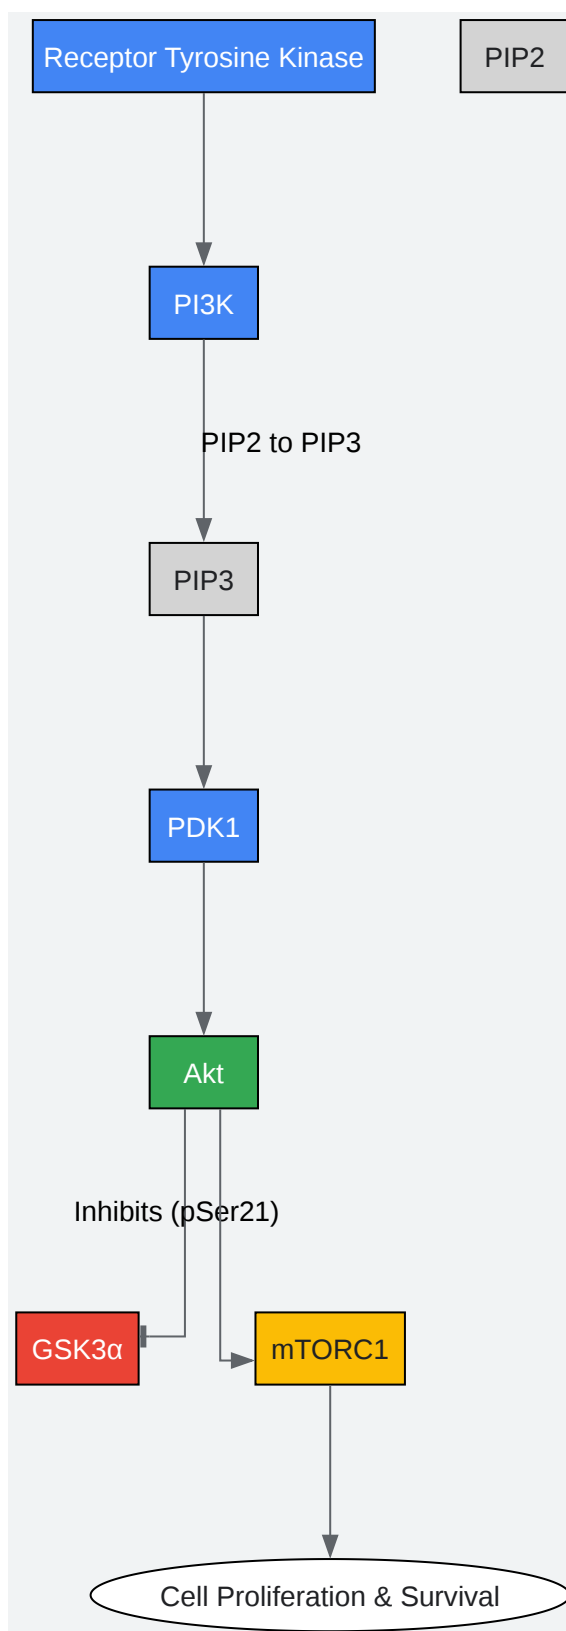 Receptor Tyrosine Kinase
PIP2
PI3K
PIP2 to PIP3
PIP3
PDK1
Akt
Inhibits (pSer21)
GSK3α
mTORC1
Cell Proliferation & Survival